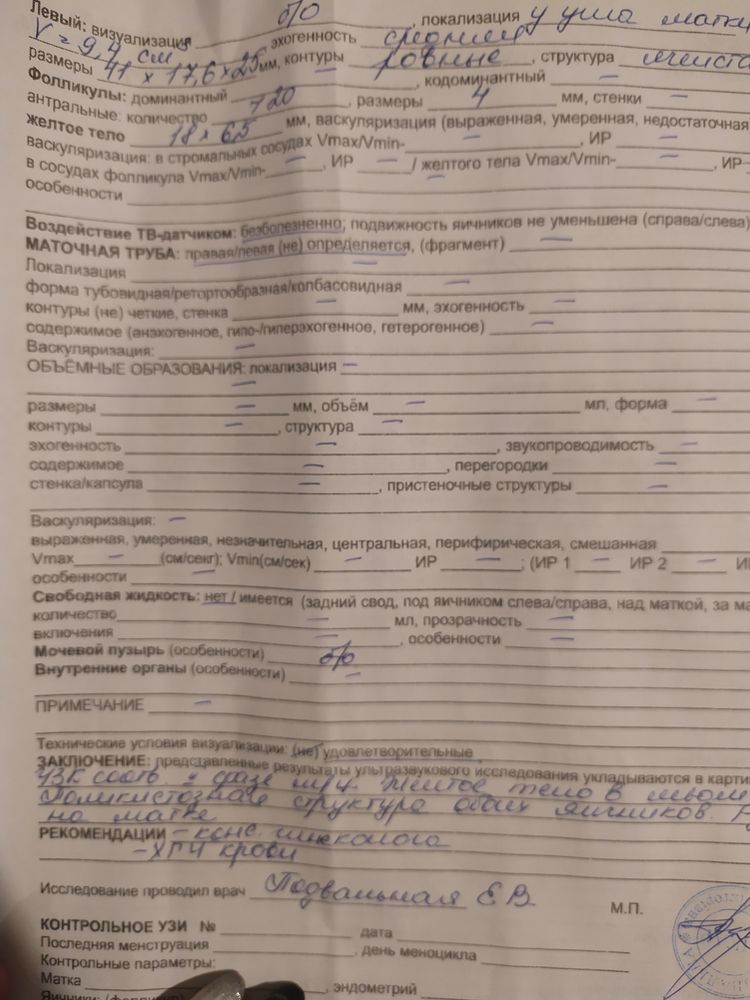 Левый: визуализация б/о, локализация у угла матки
V = 9,4 см³ эхогенность средняя
размеры 41 x 17,6 x 25 мм, контуры ровные, структура ячеиста
Фолликулы: доминантный —, кодоминантный —
антральные: количество >20, размеры 4 мм, стенки —
желтое тело 18 x 6,5 мм, васкуляризация (выраженная, умеренная, недостаточная
васкуляризация: в стромальных сосудах Vmax/Vmin- —, ИР —
в сосудах фолликула Vmax/Vmin- —, ИР —/ желтого тела Vmax/Vmin- —, ИР-
особенности —
Воздействие ТВ-датчиком: безболезненно; подвижность яичников не уменьшена (справа/слева)
МАТОЧНАЯ ТРУБА: правая/левая (не) определяется, (фрагмент) —
Локализация —
форма тубовидная/ретортообразная/колбасовидная —
контуры (не) четкие, стенка — мм, эхогенность —
содержимое (анэхогенное, гипо-/гиперэхогенное, гетерогенное) —
Васкуляризация: —
ОБЪЁМНЫЕ ОБРАЗОВАНИЯ: локализация —
—
размеры — мм, объём — мл, форма —
контуры —, структура —
эхогенность —, звукопроводимость —
содержимое —, перегородки —
стенка/капсула —, пристеночные структуры —
Васкуляризация: —
выраженная, умеренная, незначительная, центральная, перифирическая, смешанная
Vmax — (см/сект); Vmin(см/сек) — ИР —; (ИР 1 — ИР 2 — И
особенности —
Свободная жидкость: нет / имеется (задний свод, под яичником слева/справа, над маткой, за ма
количество — мл, прозрачность —
включения —, особенности —
Мочевой пузырь (особенности) б/о
Внутренние органы (особенности) —
ПРИМЕЧАНИЕ —
Технические условия визуализации: (не) удовлетворительные
ЗАКЛЮЧЕНИЕ: представленные результаты ультразвукового исследования укладываются в карти
УЗК соотв. фазе м/ц. Желтое тело в левом
Поликистозная структура обоих яичников.
на матке
РЕКОМЕНДАЦИИ – конс. гинеколога
– ХГЧ крови
Исследование проводил врач Подвальная Е.В.
М.П.
КОНТРОЛЬНОЕ УЗИ № дата
Последняя менструация , день меноцикла
Контрольные параметры:
Матка , эндометрий